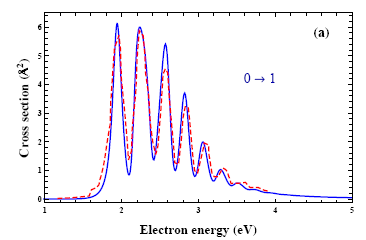 (a)
0 → 1
Cross section (Å²)
6
5
4
3
2
1
0
1 2 3 4 5
Electron energy (eV)